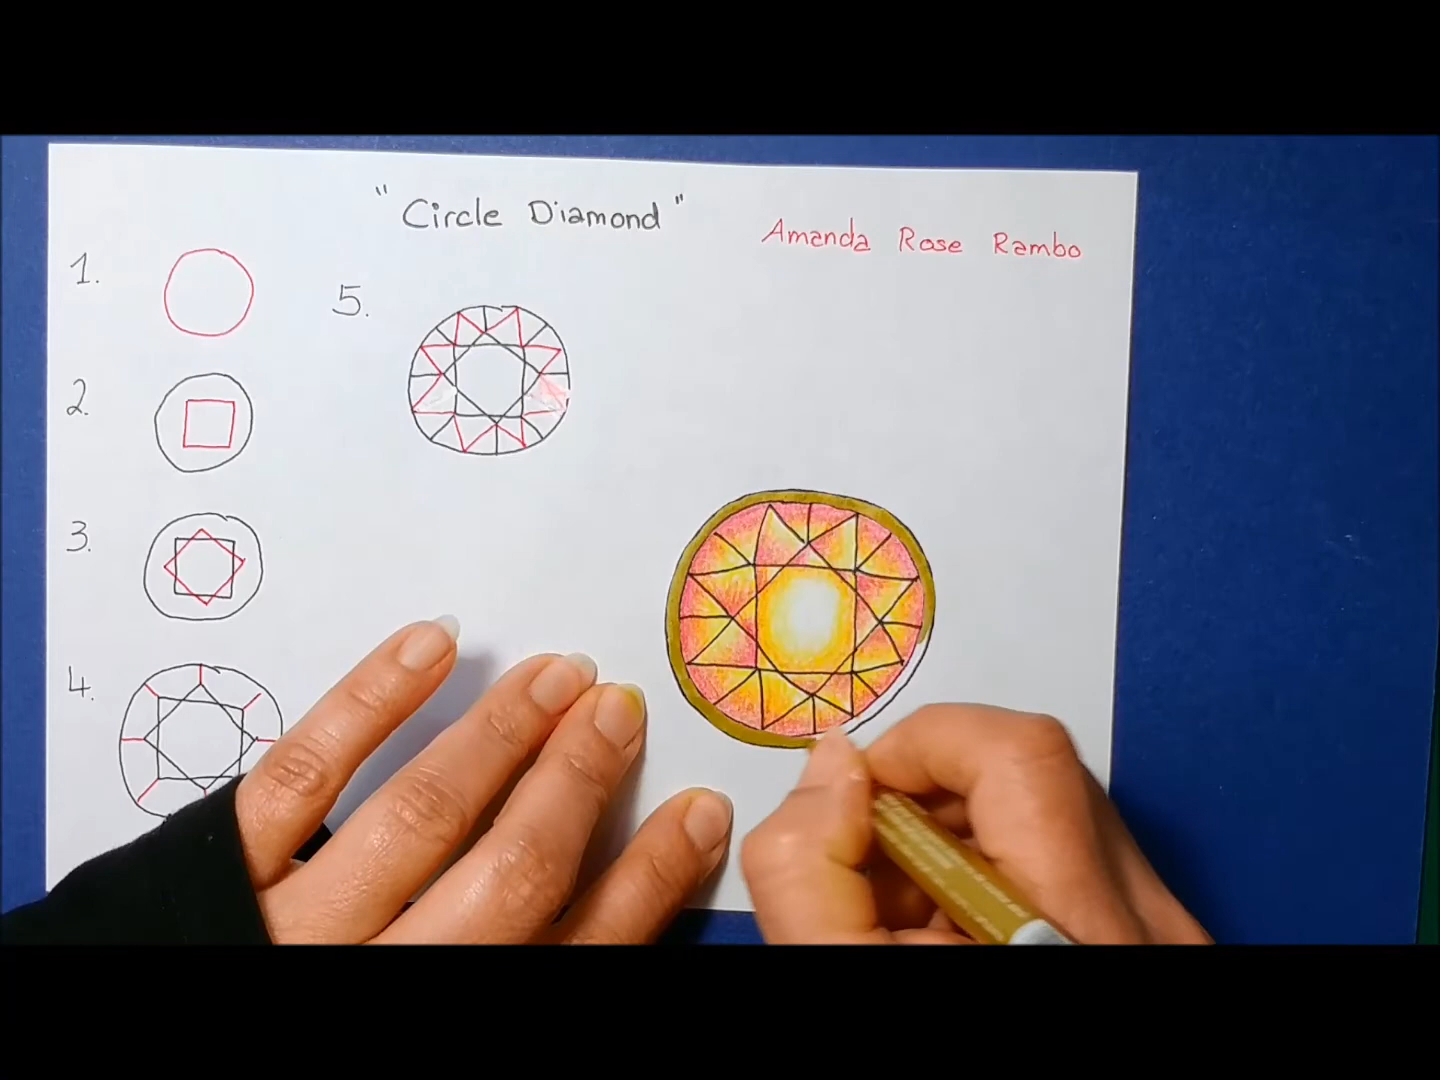 "Circle Diamond"
Amanda Rose Rambo
1.
2.
3.
4.
5.